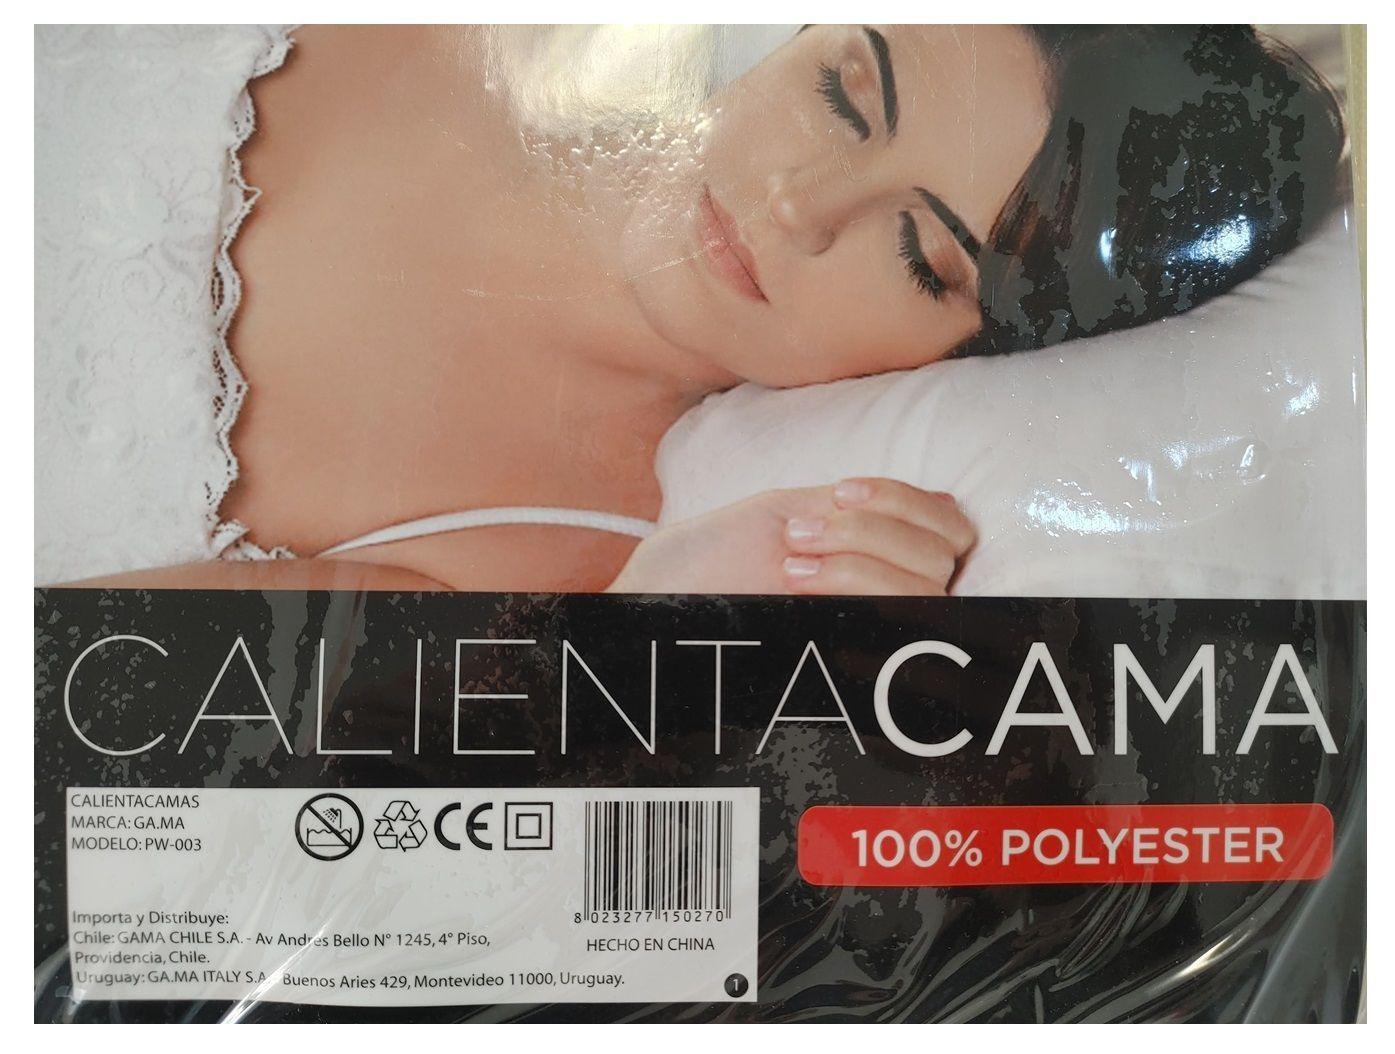 CALIENTACAMA
100% POLYESTER
CALIENTACAMAS
MARCA: GA.MA
MODELO: PW-003
CE
8 023277 150270
HECHO EN CHINA
Importa y Distribuye:
Chile: GAMA CHILE S.A. - Av Andrés Bello N° 1245, 4° Piso,
Providencia, Chile.
Uruguay: GA.MA ITALY S.A. - Buenos Aries 429, Montevideo 11000, Uruguay.
1